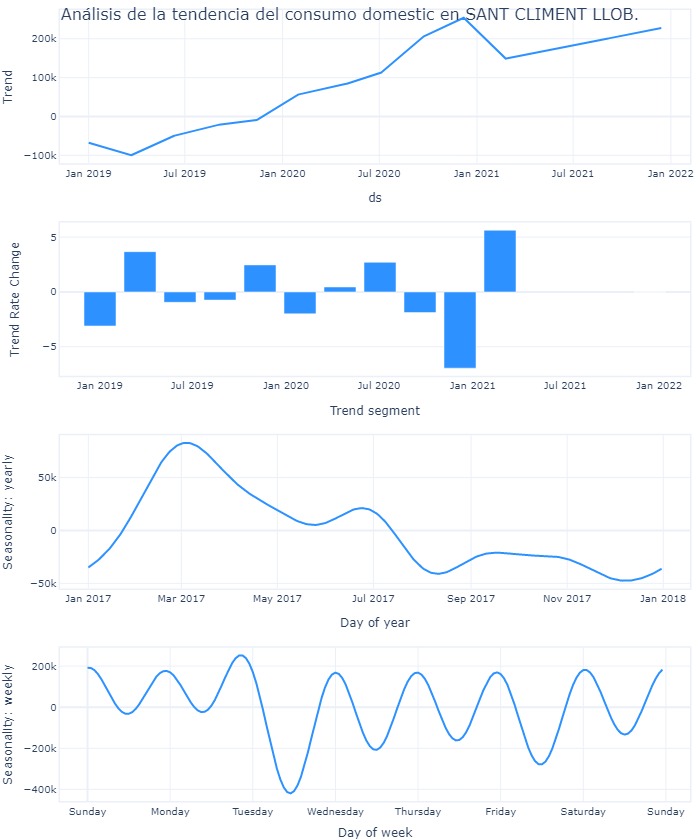 Análisis de la tendencia del consumo domestic en SANT CLIMENT LLOB.
200k
100k
0
−100k
Trend
Jan 2019 Jul 2019 Jan 2020 Jul 2020 Jan 2021 Jul 2021 Jan 2022
ds
5
0
−5
Trend Rate Change
Jan 2019 Jul 2019 Jan 2020 Jul 2020 Jan 2021 Jul 2021 Jan 2022
Trend segment
50k
0
−50k
Seasonality: yearly
Jan 2017 Mar 2017 May 2017 Jul 2017 Sep 2017 Nov 2017 Jan 2018
Day of year
200k
0
−200k
−400k
Seasonality: weekly
Sunday Monday Tuesday Wednesday Thursday Friday Saturday Sunday
Day of week